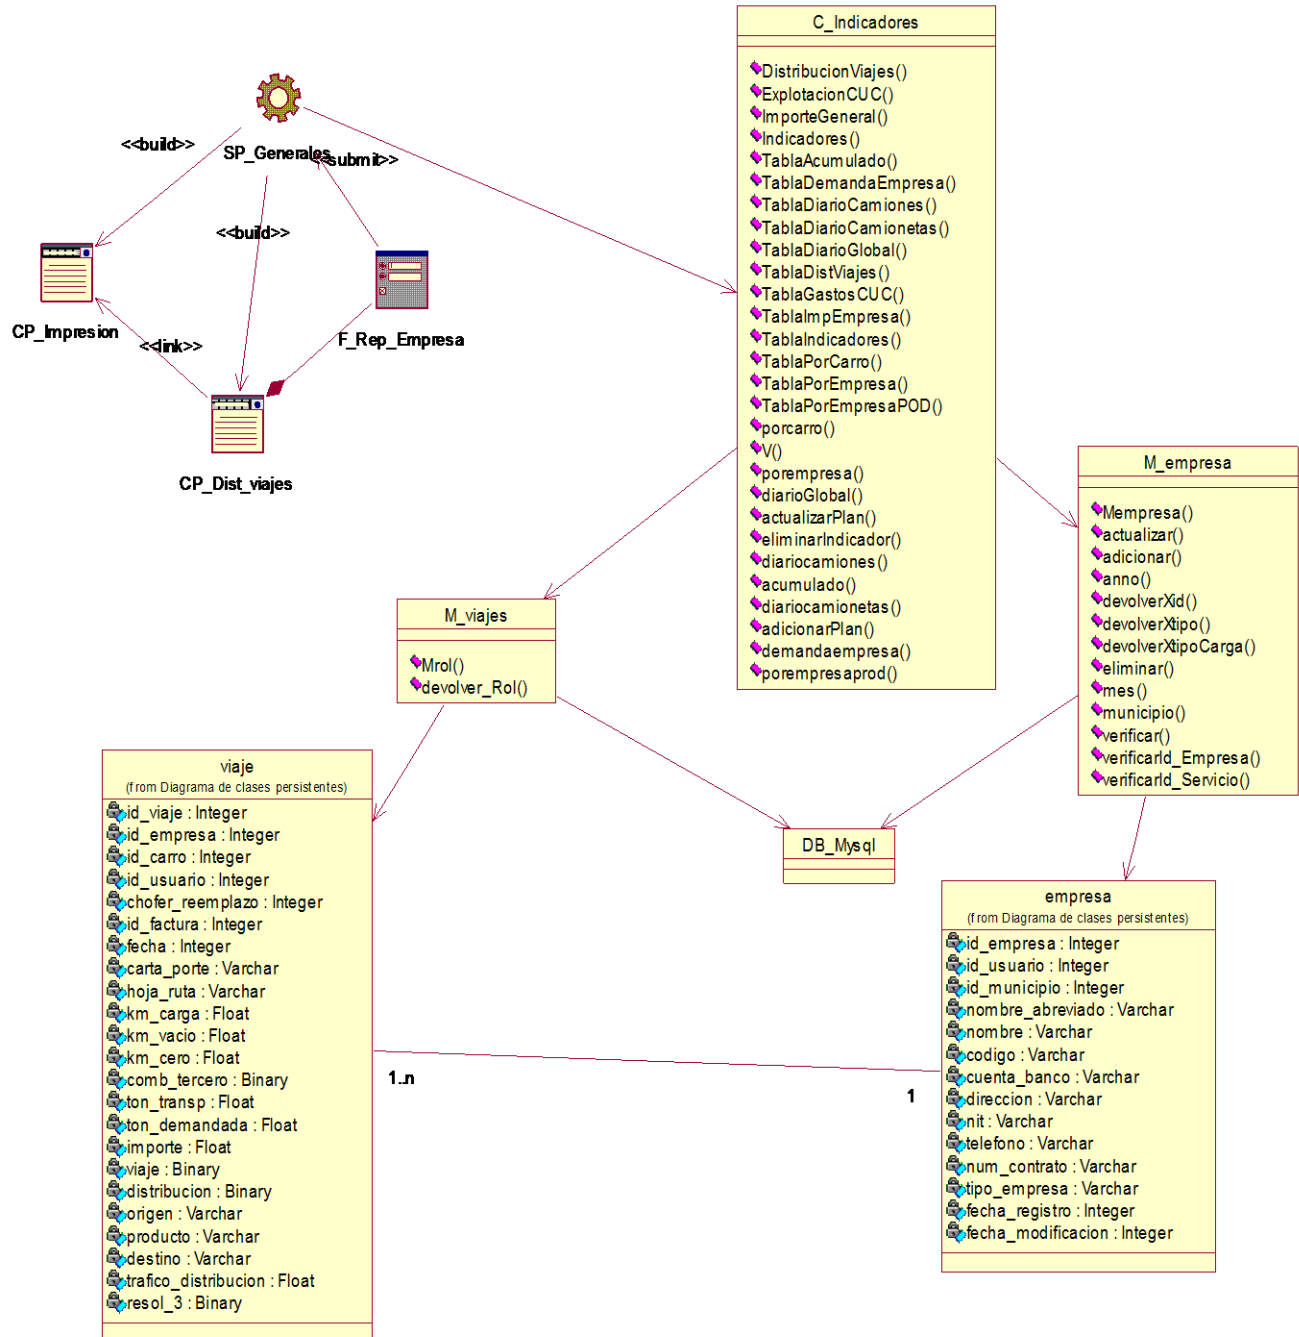 C_Indicadores
DistribucionViajes()
ExplotacionCUC()
ImporteGeneral()
Indicadores()
TablaAcumulado()
TablaDemandaEmpresa()
TablaDiarioCamiones()
TablaDiarioCamionetas()
TablaDiarioGlobal()
TablaDistViajes()
TablaGastosCUC()
TablaImpEmpresa()
TablaIndicadores()
TablaPorCarro()
TablaPorEmpresa()
TablaPorEmpresaPOD()
porcarro()
V()
porempresa()
diarioGlobal()
actualizarPlan()
eliminarIndicador()
diariocamiones()
acumulado()
diariocamionetas()
adicionarPlan()
demandaempresa()
porempresaprod()
<<build>>
SP_Generales
<<submit>>
<<build>>
CP_Impresion
<<link>>
F_Rep_Empresa
CP_Dist_viajes
M_empresa
Mempresa()
actualizar()
adicionar()
anno()
devolverXid()
devolverXtipo()
devolverXtipoCarga()
eliminar()
mes()
municipio()
verificar()
verificarId_Empresa()
verificarId_Servicio()
M_viajes
Mrol()
devolver_Rol()
viaje
(from Diagrama de clases persistentes)
id_viaje : Integer
id_empresa : Integer
id_carro : Integer
id_usuario : Integer
chofer_reemplazo : Integer
id_factura : Integer
fecha : Integer
carta_porte : Varchar
hoja_ruta : Varchar
km_carga : Float
km_vacio : Float
km_cero : Float
comb_tercero : Binary
ton_transp : Float
ton_demandada : Float
importe : Float
viaje : Binary
distribucion : Binary
origen : Varchar
producto : Varchar
destino : Varchar
trafico_distribucion : Float
resol_3 : Binary
DB_Mysql
empresa
(from Diagrama de clases persistentes)
id_empresa : Integer
id_usuario : Integer
id_municipio : Integer
nombre_abreviado : Varchar
nombre : Varchar
codigo : Varchar
cuenta_banco : Varchar
direccion : Varchar
nit : Varchar
telefono : Varchar
num_contrato : Varchar
tipo_empresa : Varchar
fecha_registro : Integer
fecha_modificacion : Integer
1..n
1